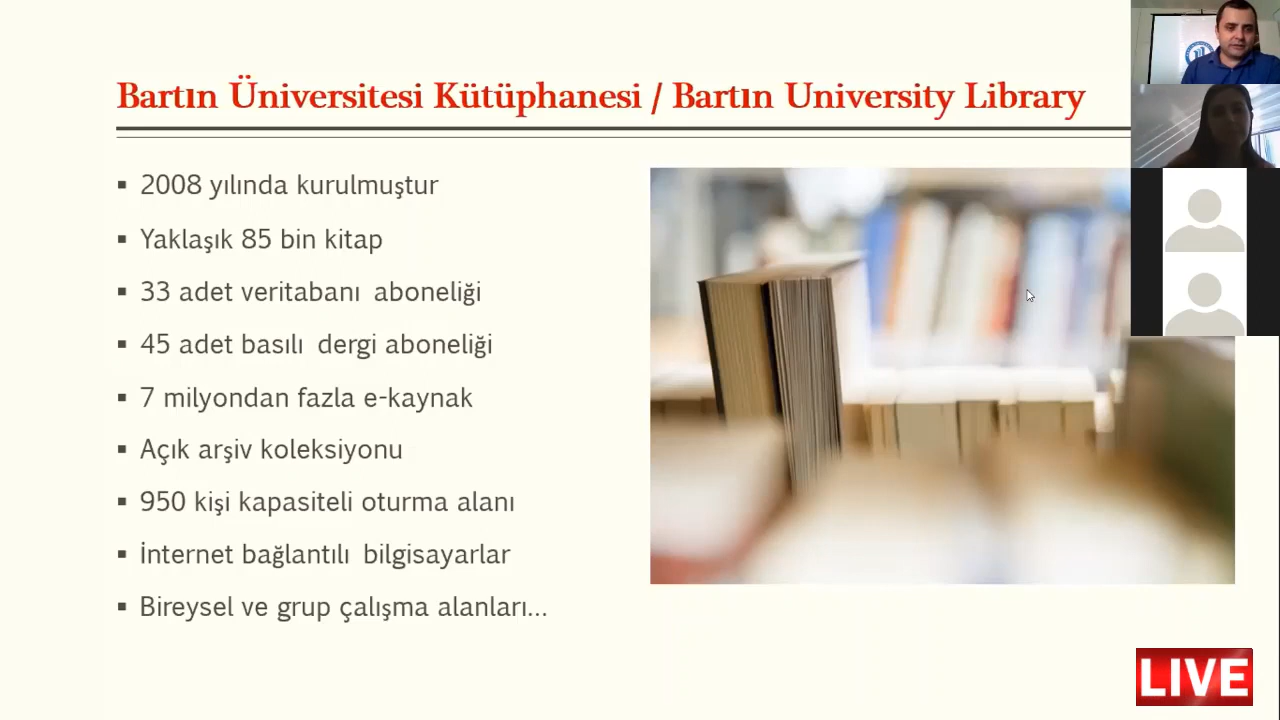 Bartın Üniversitesi Kütüphanesi / Bartın University Library
2008 yılında kurulmuştur
Yaklaşık 85 bin kitap
33 adet veritabanı aboneliği
45 adet basılı dergi aboneliği
7 milyondan fazla e-kaynak
Açık arşiv koleksiyonu
950 kişi kapasiteli oturma alanı
İnternet bağlantılı bilgisayarlar
Bireysel ve grup çalışma alanları...
LIVE